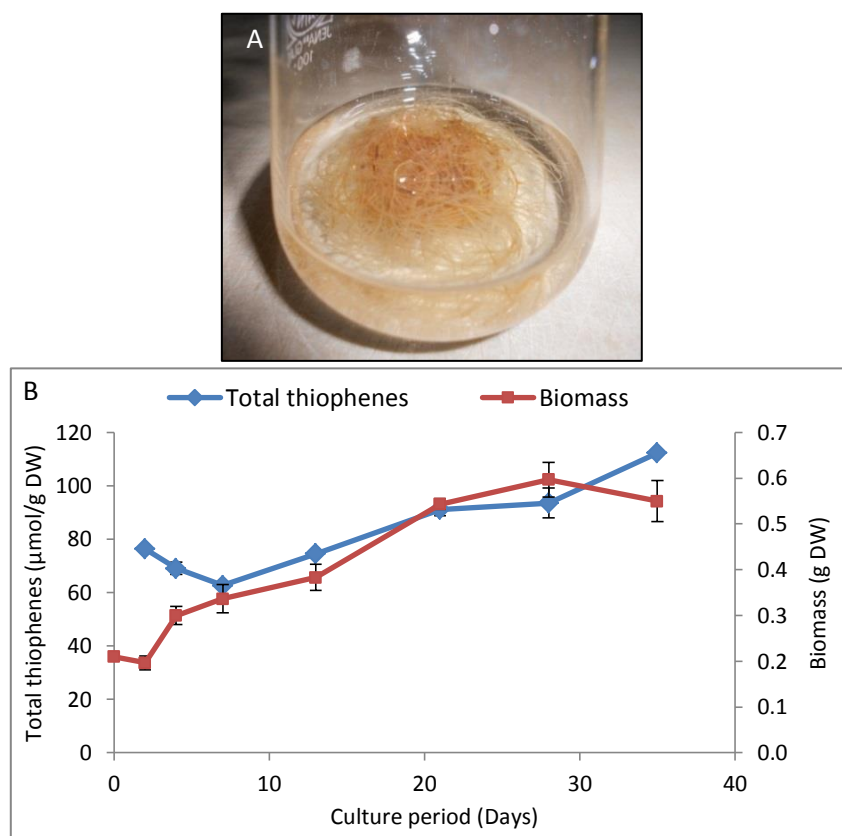 A
JENA
100
B
Total thiophenes
Biomass
120
100
80
60
40
20
0
Total thiophenes (µmol/g DW)
0.7
0.6
0.5
0.4
0.3
0.2
0.1
0.0
Biomass (g DW)
0 10 20 30 40
Culture period (Days)